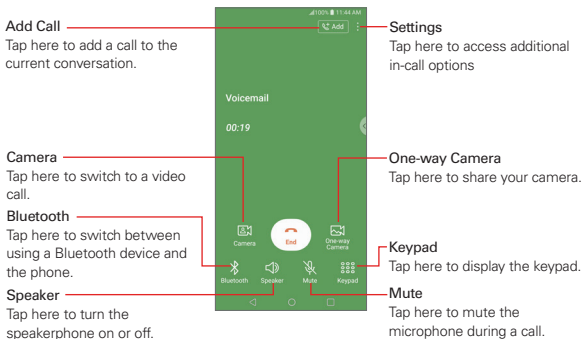 Add Call
Tap here to add a call to the
current conversation.
Camera
Tap here to switch to a video
call.
Bluetooth
Tap here to switch between
using a Bluetooth device and
the phone.
Speaker
Tap here to turn the
speakerphone on or off.
100% 11:44 AM
Add
Voicemail
00:19
Camera
End
One-way
Camera
Bluetooth Speaker Mute Keypad
Settings
Tap here to access additional
in-call options
One-way Camera
Tap here to share your camera.
Keypad
Tap here to display the keypad.
Mute
Tap here to mute the
microphone during a call.